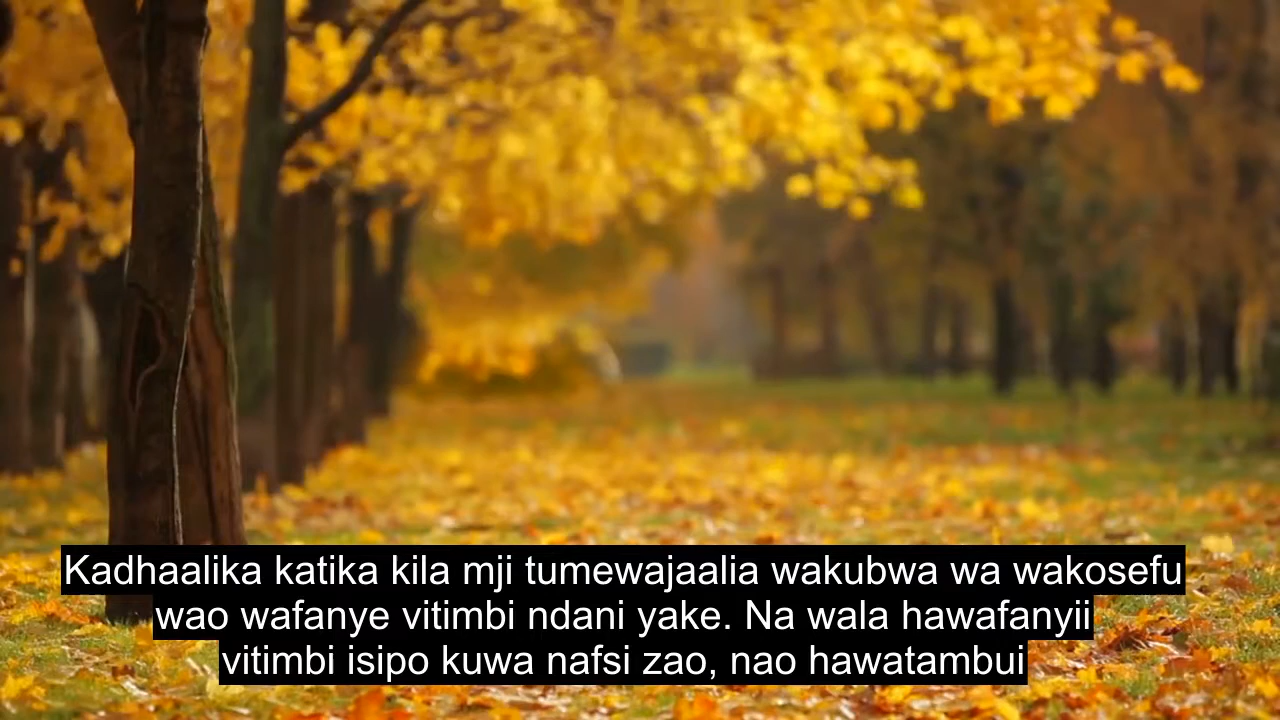 Kadhaalika katika kila mji tumewajaalia wakubwa wa wakosefu
wao wafanye vitimbi ndani yake. Na wala hawafanyii
vitimbi isipo kuwa nafsi zao, nao hawatambui